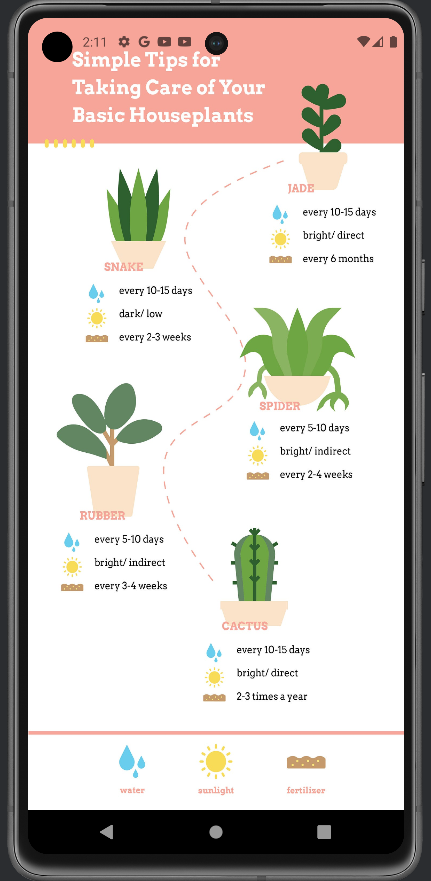 2:11
Simple Tips for
Taking Care of Your
Basic Houseplants
JADE
every 10-15 days
bright/ direct
every 6 months
SNAKE
every 10-15 days
dark/ low
every 2-3 weeks
SPIDER
every 5-10 days
bright/ indirect
every 2-4 weeks
RUBBER
every 5-10 days
bright/ indirect
every 3-4 weeks
CACTUS
every 10-15 days
bright/ direct
2-3 times a year
water
sunlight
fertilizer